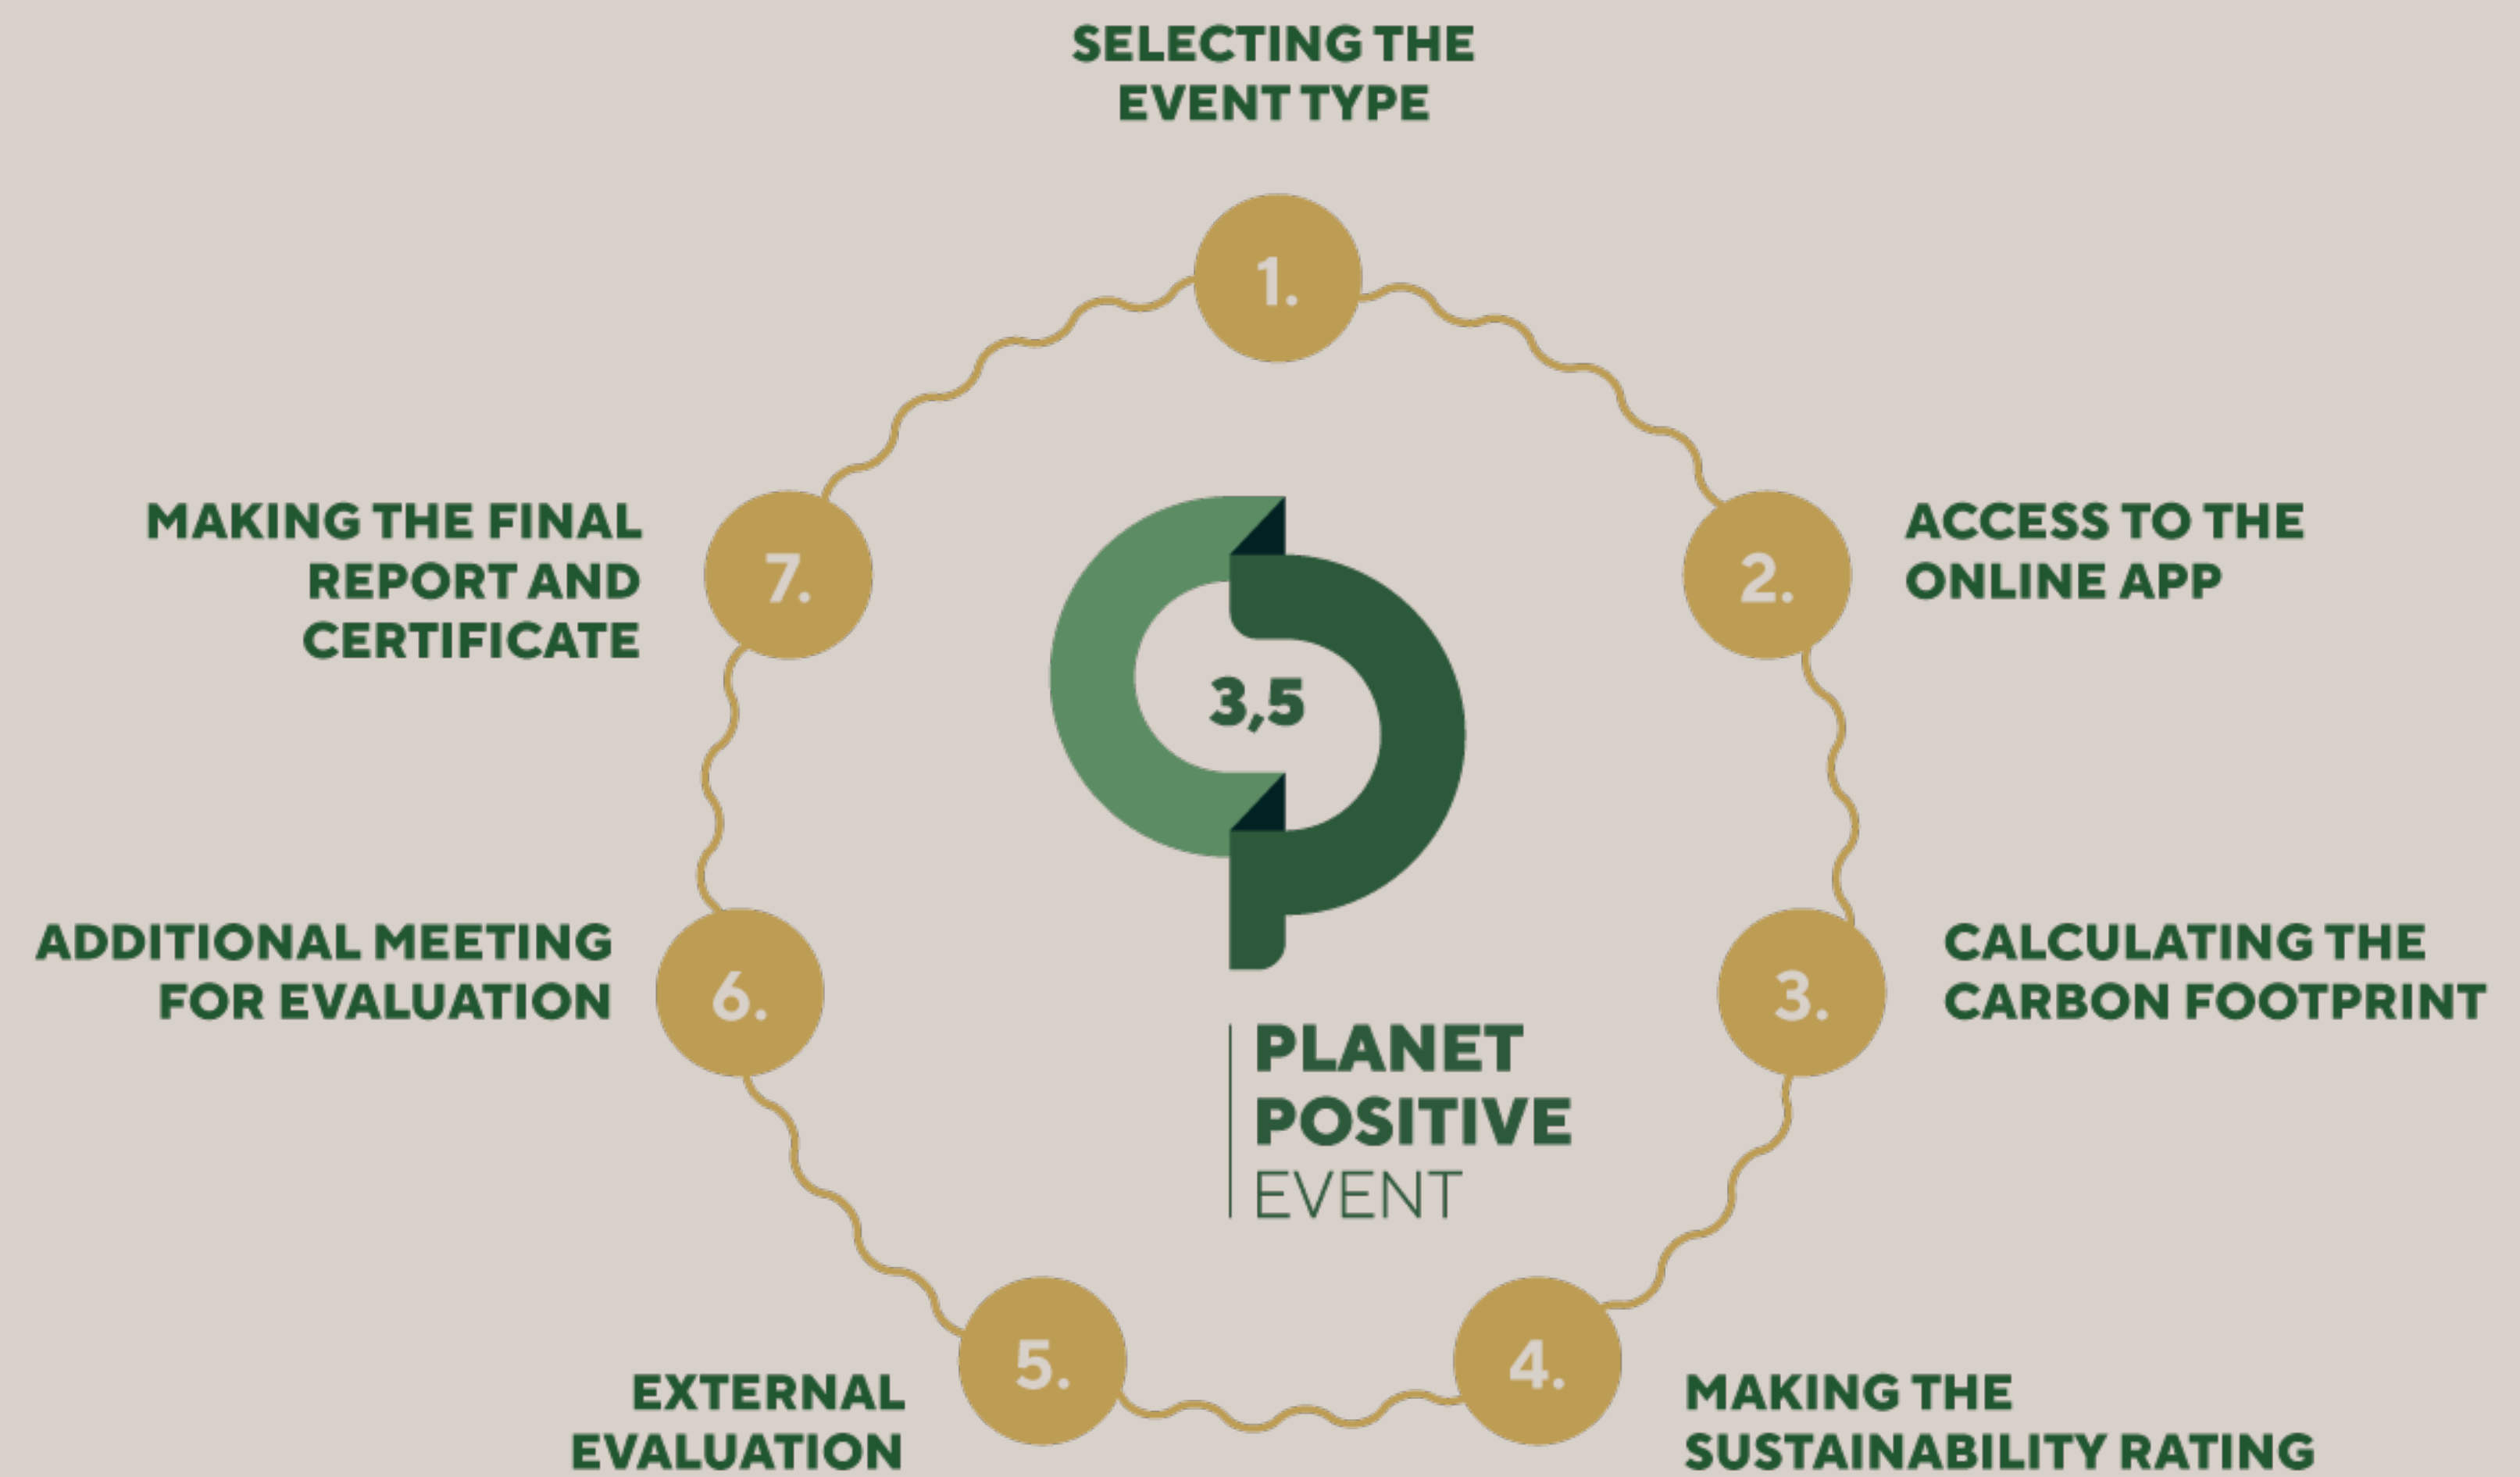 SELECTING THE
EVENT TYPE
1.
2.
ACCESS TO THE
ONLINE APP
3.
CALCULATING THE
CARBON FOOTPRINT
4.
MAKING THE
SUSTAINABILITY RATING
5.
EXTERNAL
EVALUATION
6.
ADDITIONAL MEETING
FOR EVALUATION
7.
MAKING THE FINAL
REPORT AND
CERTIFICATE
3,5
PLANET
POSITIVE
EVENT